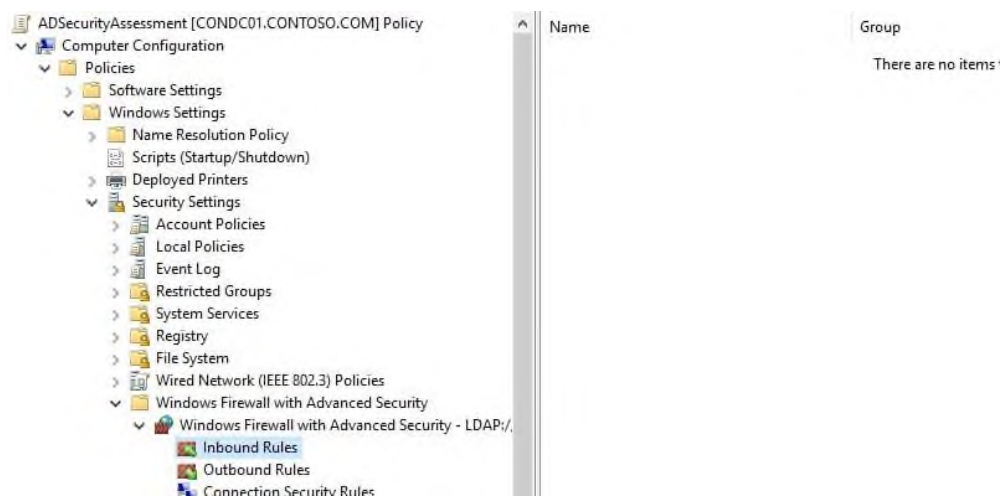 ADSecurityAssessment [CONDC01.CONTOSO.COM] Policy
Computer Configuration
Policies
Software Settings
Windows Settings
Name Resolution Policy
Scripts (Startup/Shutdown)
Deployed Printers
Security Settings
Account Policies
Local Policies
Event Log
Restricted Groups
System Services
Registry
File System
Wired Network (IEEE 802.3) Policies
Windows Firewall with Advanced Security
Windows Firewall with Advanced Security - LDAP:/
Inbound Rules
Outbound Rules
Connection Security Rules
Name Group
There are no items